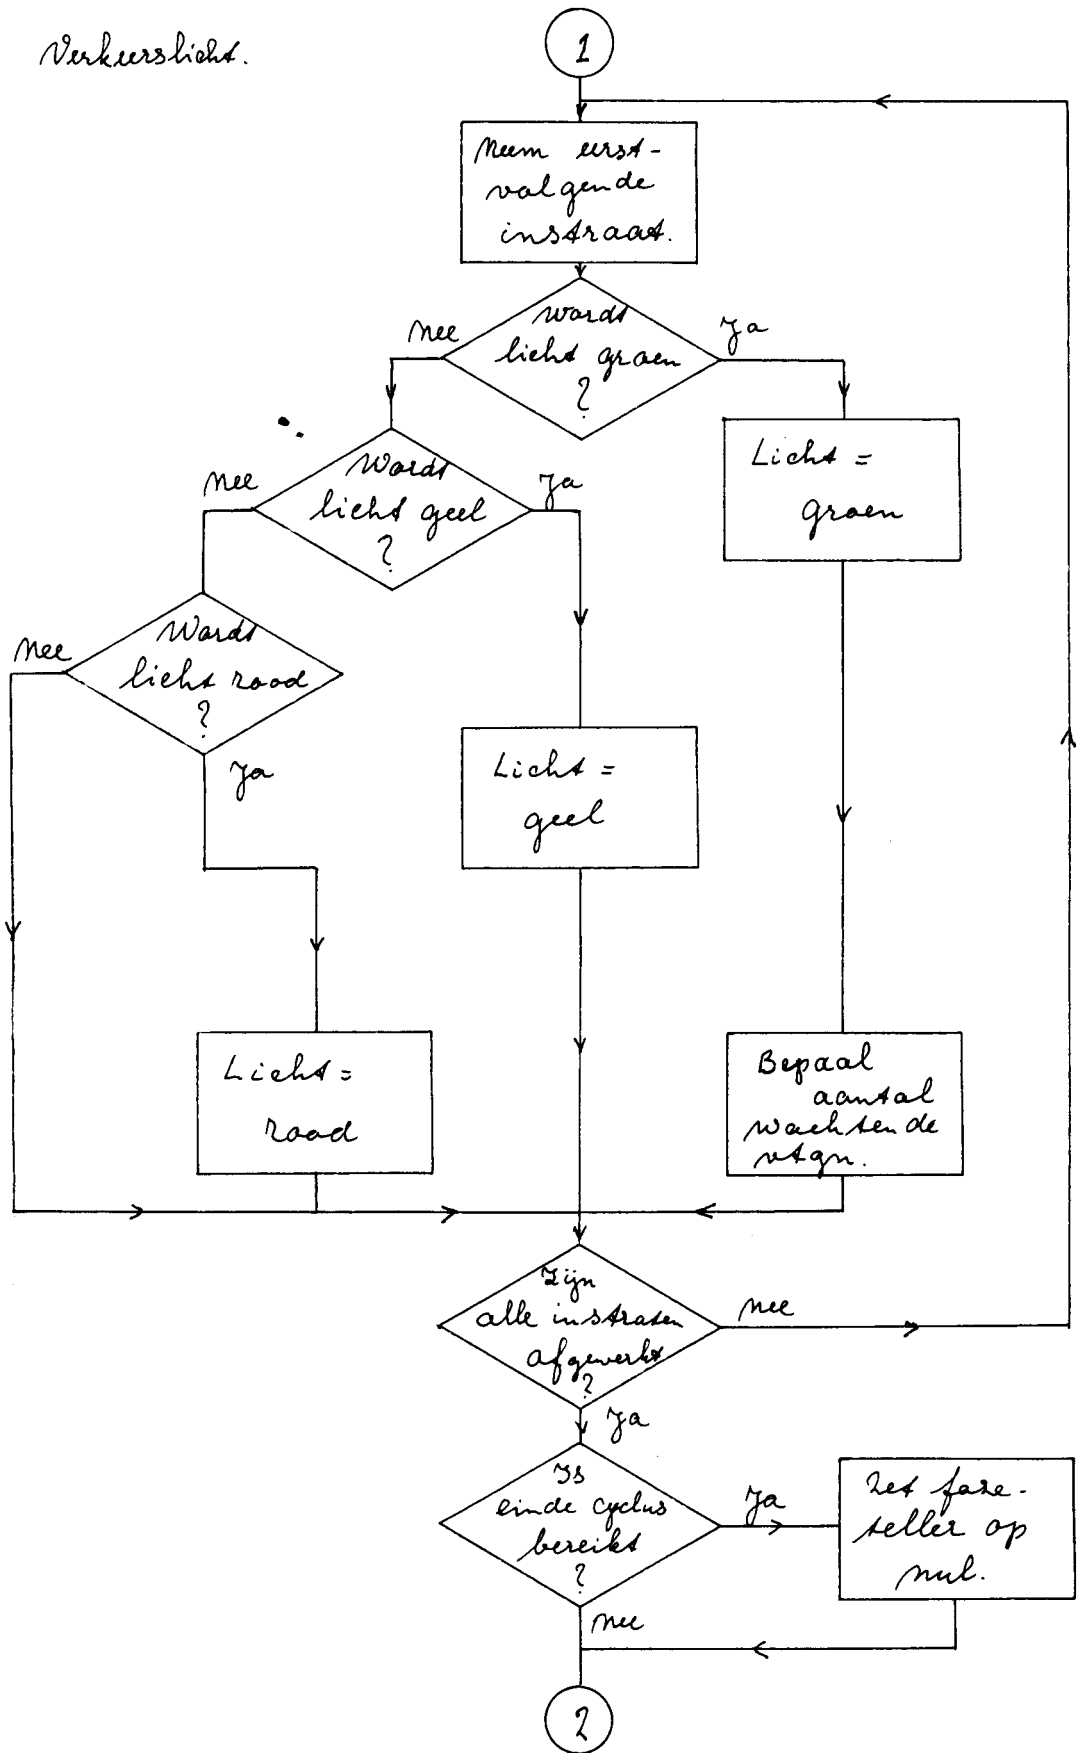 Verkeerslicht.
1
Neem eerst-
volgende
instraat.
Wordt
licht groen
?
Nee
Ja
Licht =
groen
Wordt
licht geel
?
Nee
Ja
Wordt
licht rood
?
Nee
Ja
Licht =
geel
Licht =
rood
Bepaal
aantal
wachtende
vtgn.
Zijn
alle instraten
afgewerkt
?
Nee
Ja
Is
einde cyclus
bereikt
?
Ja
Zet faze-
teller op
nul.
Nee
2